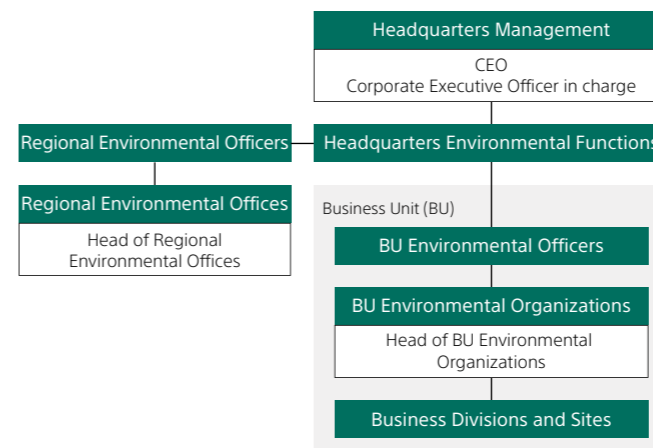 Headquarters Management
CEO
Corporate Executive Officer in charge
Regional Environmental Officers
Headquarters Environmental Functions
Regional Environmental Offices
Head of Regional
Environmental Offices
Business Unit (BU)
BU Environmental Officers
BU Environmental Organizations
Head of BU Environmental
Organizations
Business Divisions and Sites